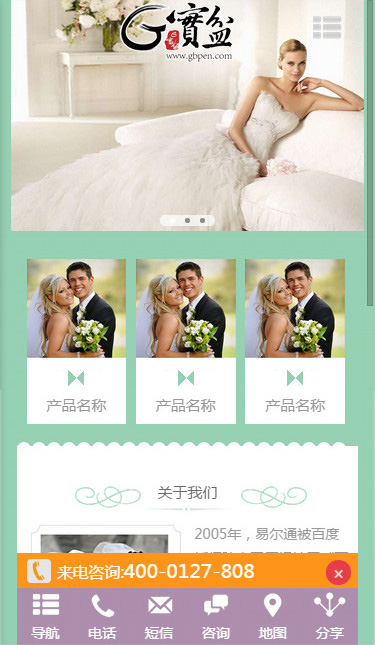 G寶盆
www.gbpen.com
产品名称 产品名称 产品名称
关于我们
2005年，易尔通被百度
来电咨询:400-0127-808
导航 电话 短信 咨询 地图 分享